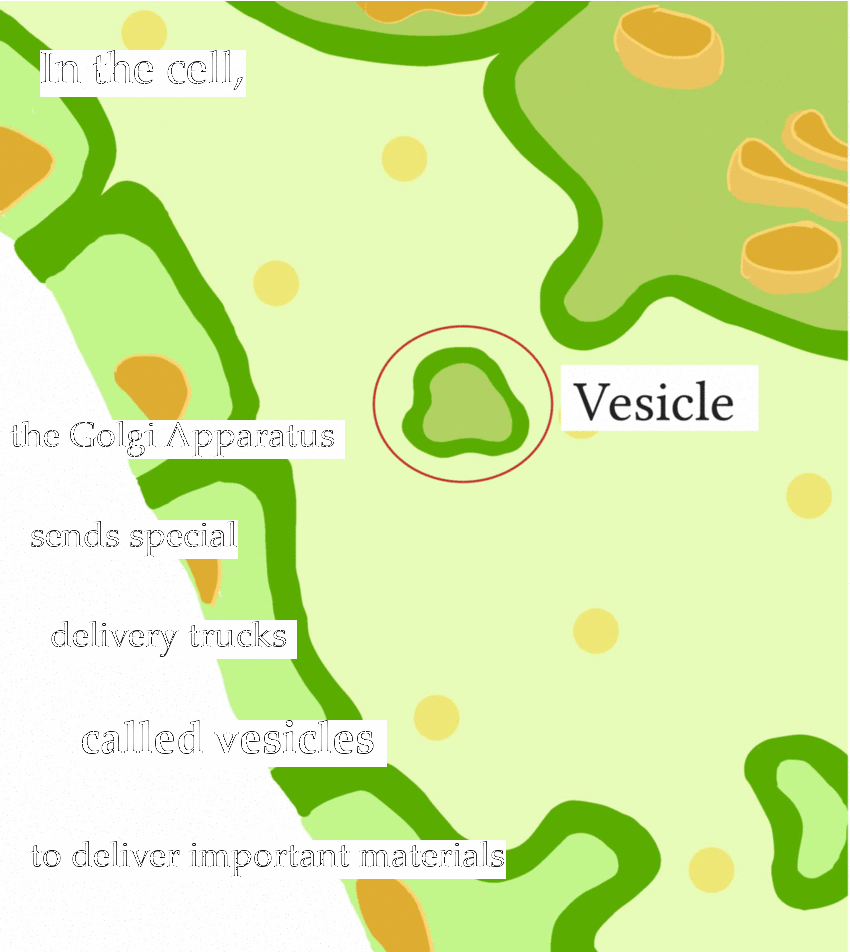 In the cell,
Vesicle
the Golgi Apparatus
sends special
delivery trucks
called vesicles
to deliver important materials